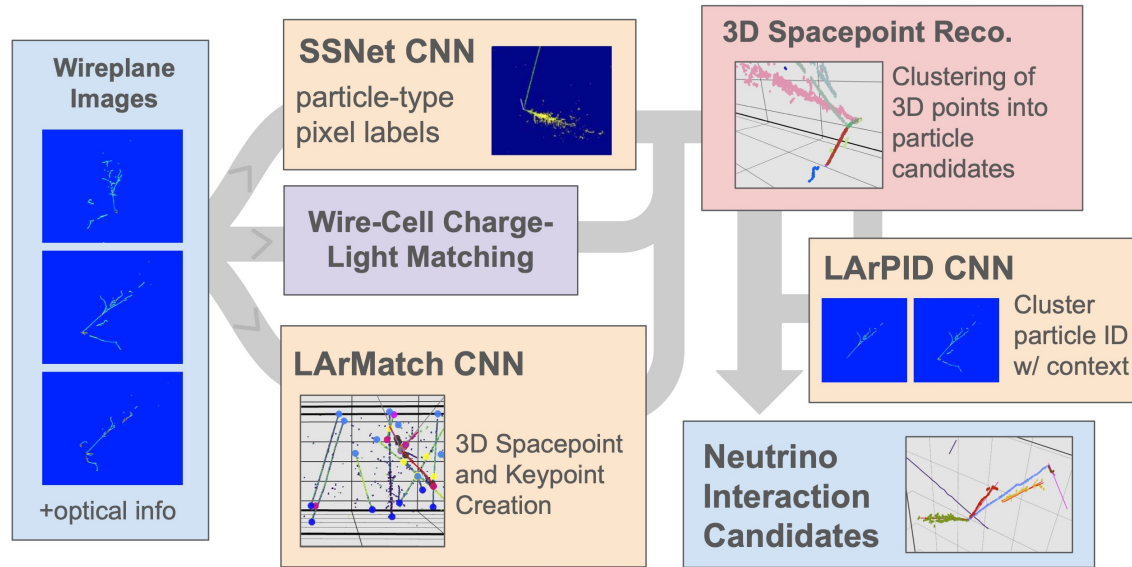 Wireplane
Images
+optical info
SSNet CNN
particle-type
pixel labels
Wire-Cell Charge-
Light Matching
LArMatch CNN
3D Spacepoint
and Keypoint
Creation
3D Spacepoint Reco.
Clustering of
3D points into
particle
candidates
LArPID CNN
Cluster
particle ID
w/ context
Neutrino
Interaction
Candidates